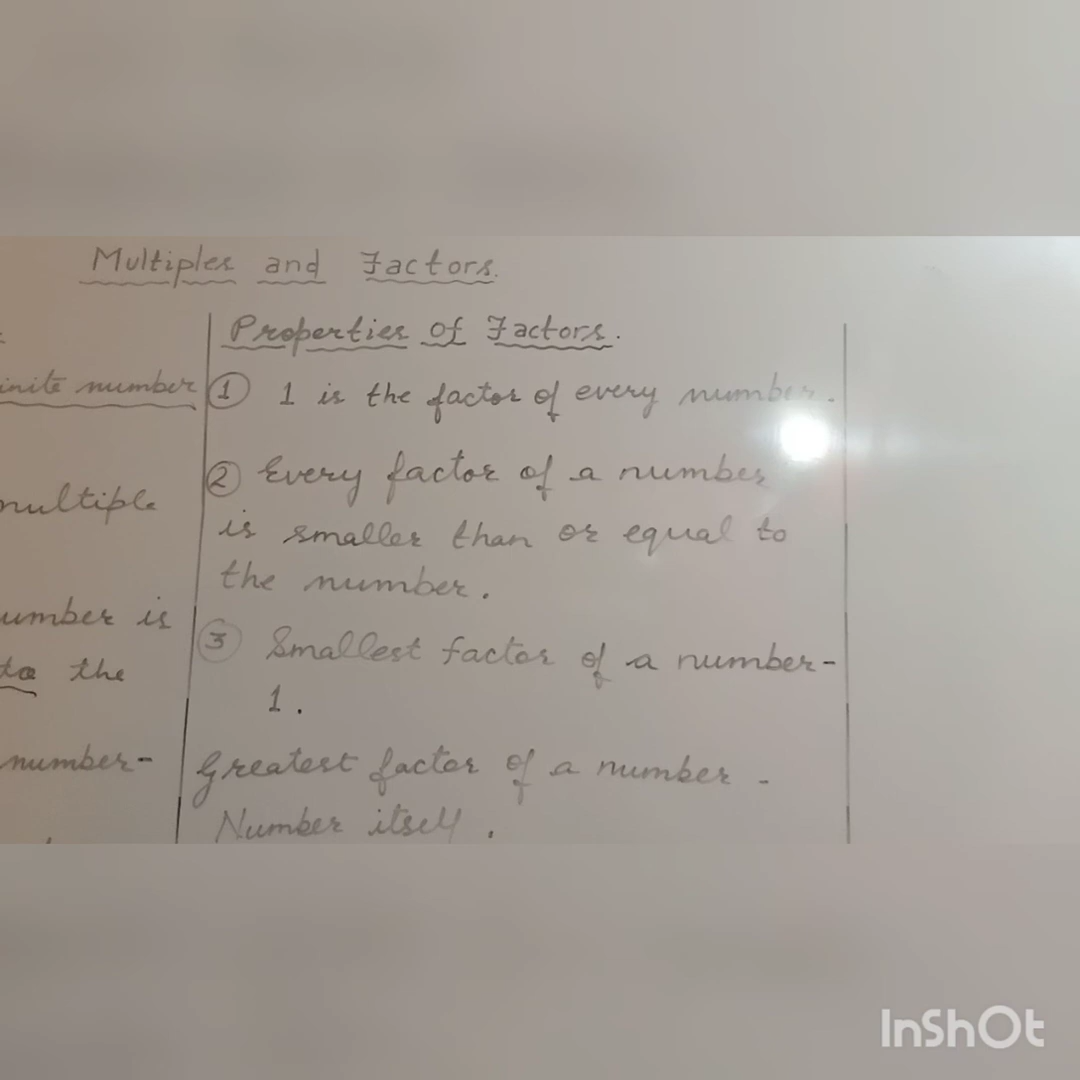 Multiples and Factors.
inite number
multiple
umber is
to the
number-
Properties of Factors.
① 1 is the factor of every number.
② Every factor of a number
is smaller than or equal to
the number.
③ Smallest factor of a number-
1.
Greatest factor of a number -
Number itself.
InShOt